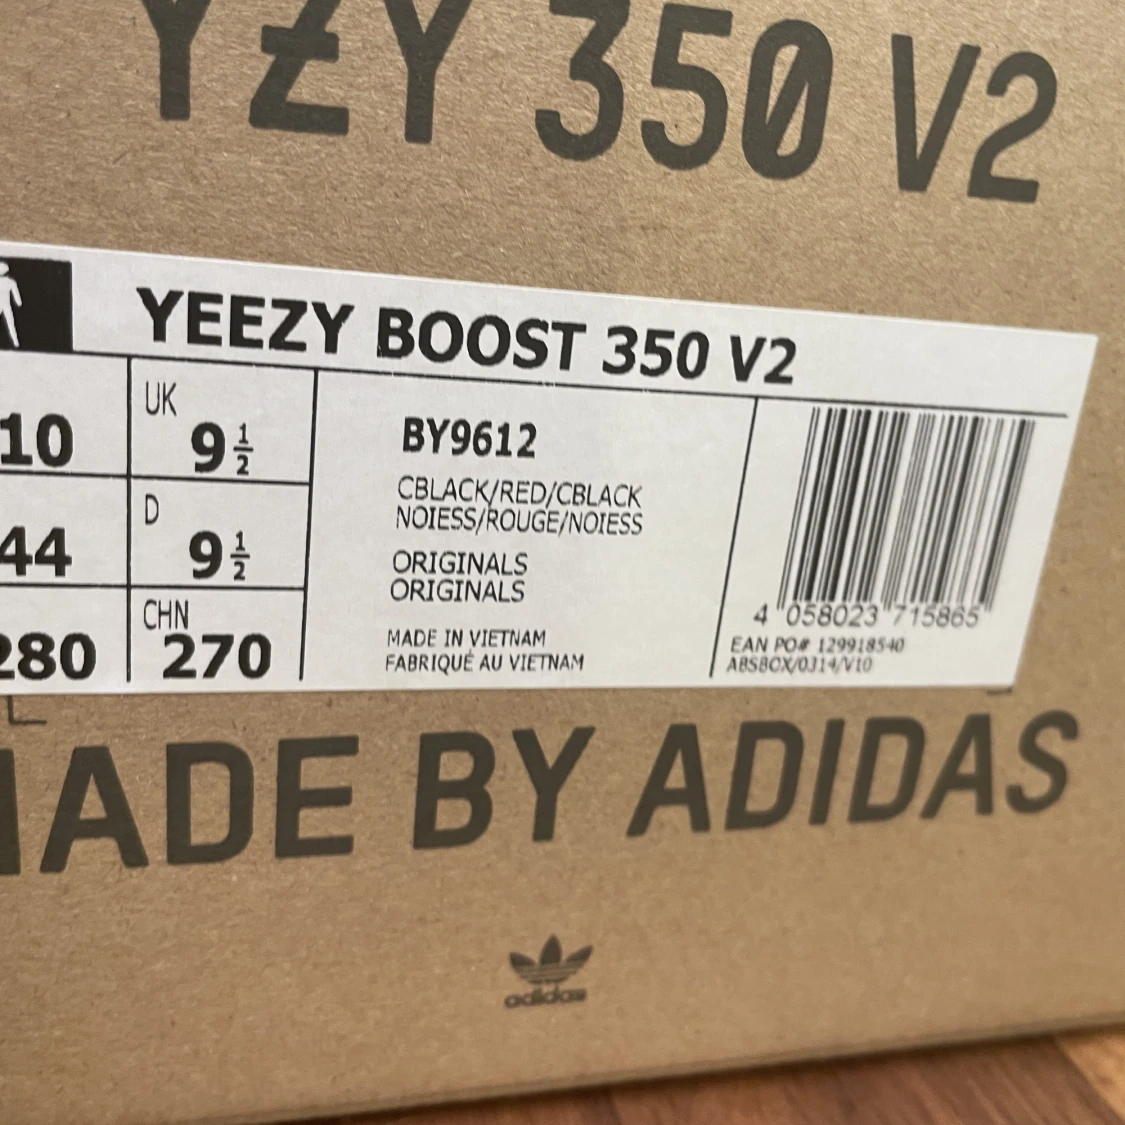 YZY 350 V2
YEEZY BOOST 350 V2
10
UK
9 1/2
44
D
9 1/2
280
CHN
270
BY9612
CBLACK/RED/CBLACK
NOIESS/ROUGE/NOIESS
ORIGINALS
ORIGINALS
MADE IN VIETNAM
FABRIQUÉ AU VIETNAM
4 058023 715865
EAN PO# 129918540
ABSBOX/0314/V10
MADE BY ADIDAS
adidas